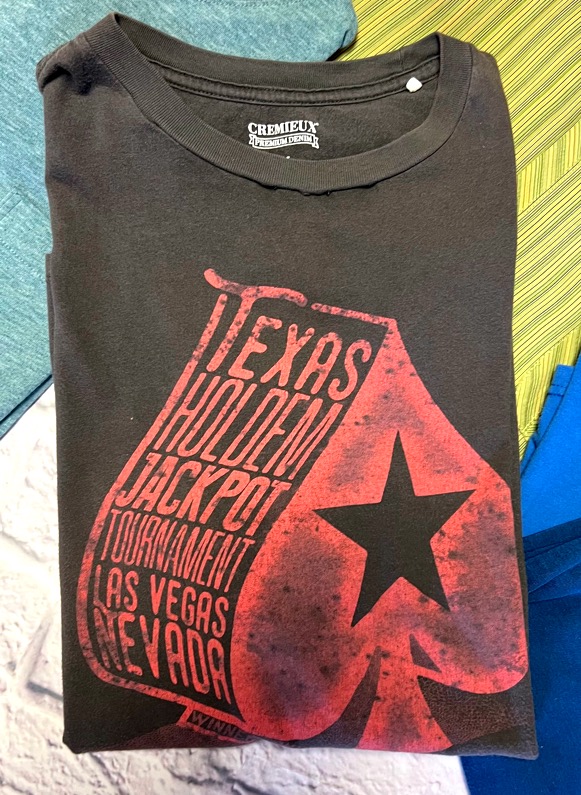 CREMIEUX
PREMIUM DENIM
TEXAS
HOLDEM
JACKPOT
TOURNAMENT
LAS VEGAS
NEVADA